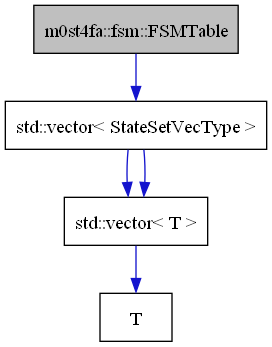 m0st4fa::fsm::FSMTable
std::vector< StateSetVecType >
std::vector< T >
T